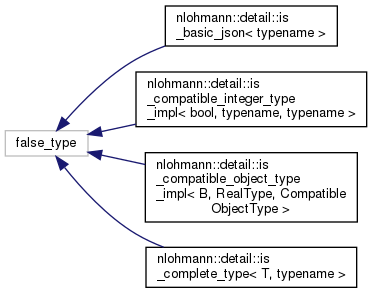 nlohmann::detail::is
_basic_json< typename >
nlohmann::detail::is
_compatible_integer_type
_impl< bool, typename, typename >
false_type
nlohmann::detail::is
_compatible_object_type
_impl< B, RealType, Compatible
ObjectType >
nlohmann::detail::is
_complete_type< T, typename >